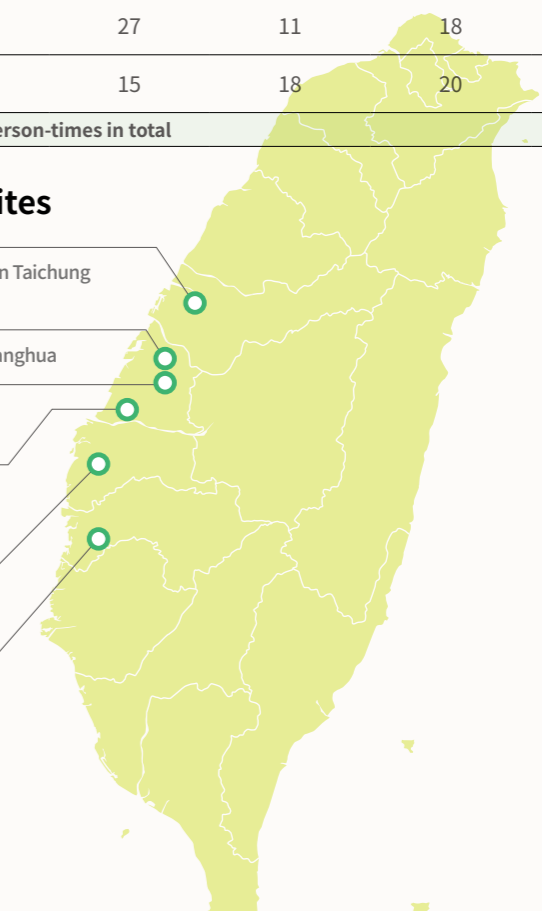 27 11 18
15 18 20
erson-times in total
ites
n Taichung
anghua